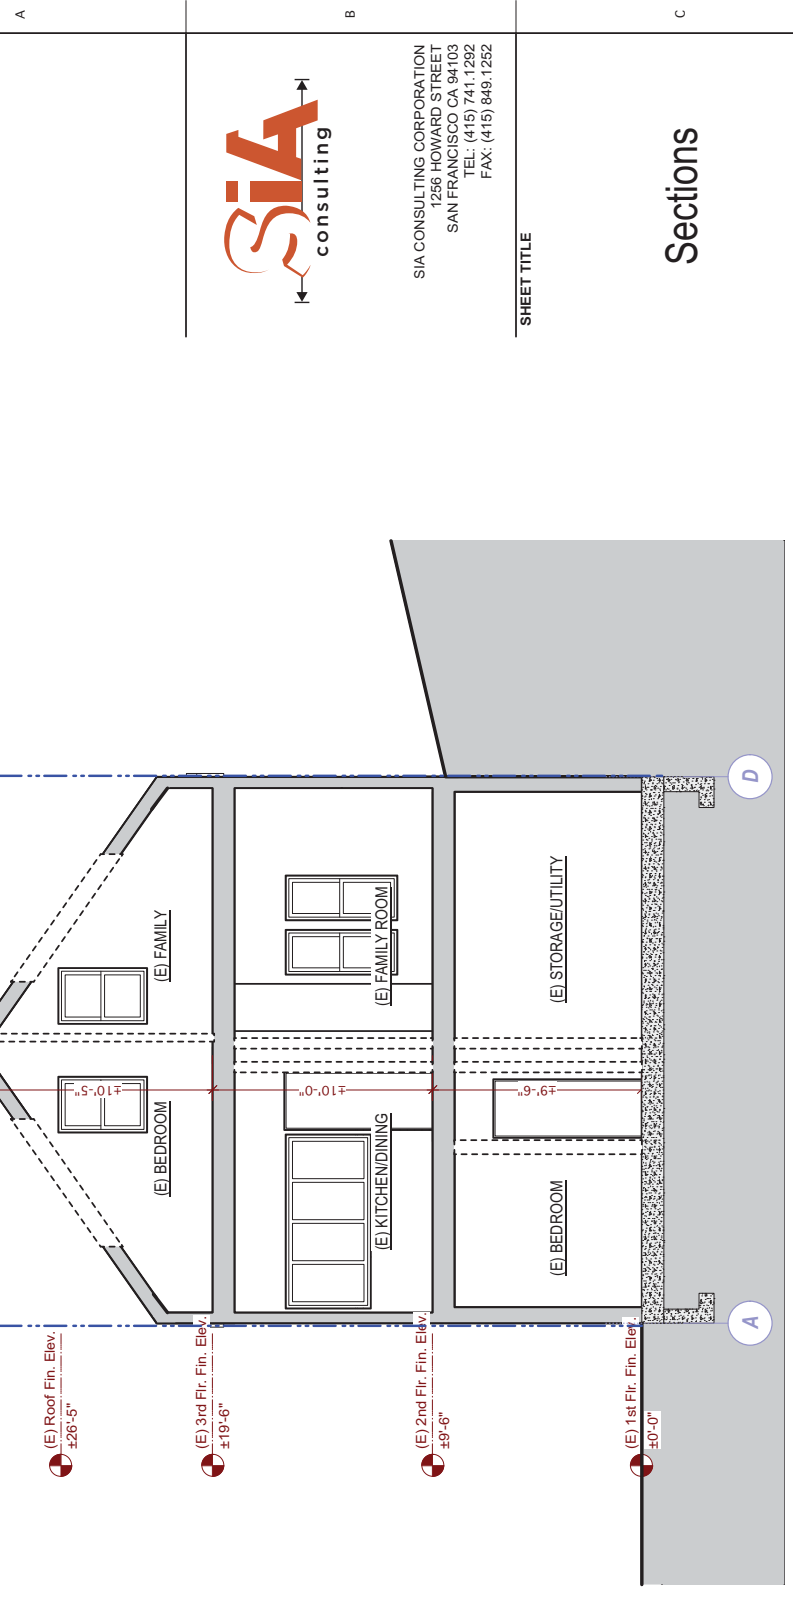 A
B
C
SiA
consulting
SIA CONSULTING CORPORATION
1256 HOWARD STREET
SAN FRANCISCO CA 94103
TEL: (415) 741.1292
FAX: (415) 849.1252
SHEET TITLE
Sections
(E) Roof Fin. Elev.
±26'-5"
(E) BEDROOM
(E) FAMILY
±10'-5"
(E) 3rd Flr. Fin. Elev.
±19'-6"
(E) KITCHEN/DINING
(E) FAMILY ROOM
±10'-0"
(E) 2nd Flr. Fin. Elev.
±9'-6"
(E) BEDROOM
(E) STORAGE/UTILITY
±9'-6"
(E) 1st Flr. Fin. Elev.
±0'-0"
A
D